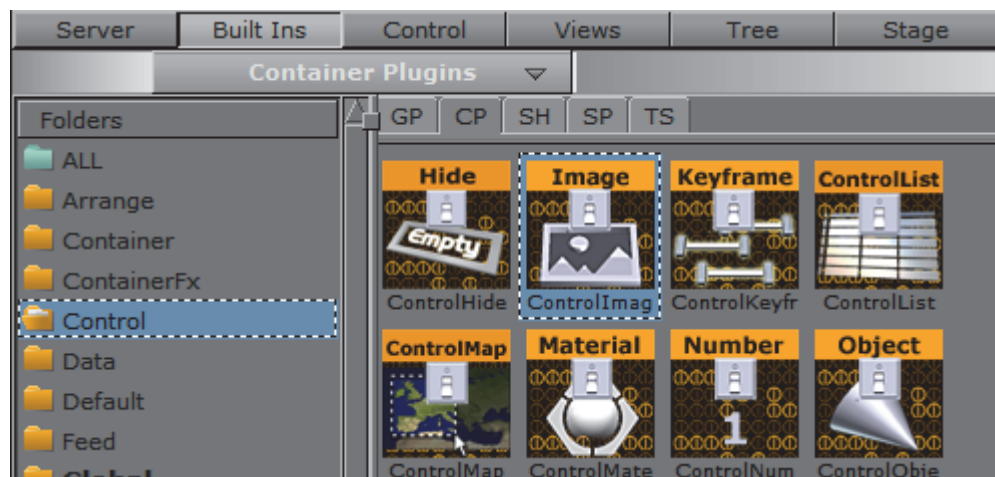 Server Built Ins Control Views Tree Stage
Container Plugins
Folders
GP CP SH SP TS
ALL
Arrange
Container
ContainerFx
Control
Data
Default
Feed
Global
Hide Image Keyframe ControlList
Empty
ControlHide ControlImag ControlKeyfr ControlList
ControlMap Material Number Object
1
ControlMap ControlMate ControlNum ControlObje